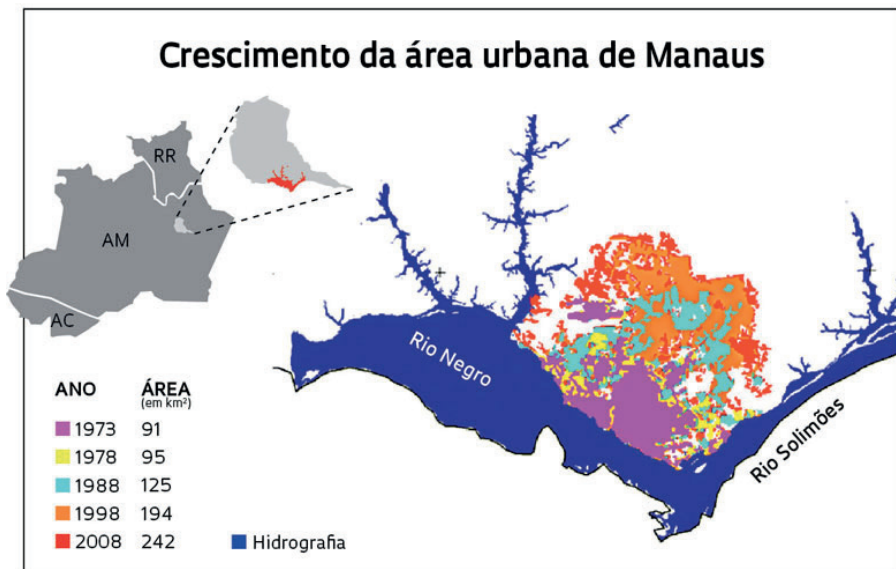 Crescimento da área urbana de Manaus
RR
AM
AC
Rio Negro
Rio Solimões
ANO ÁREA
(em km²)
1973 91
1978 95
1988 125
1998 194
2008 242
Hidrografia